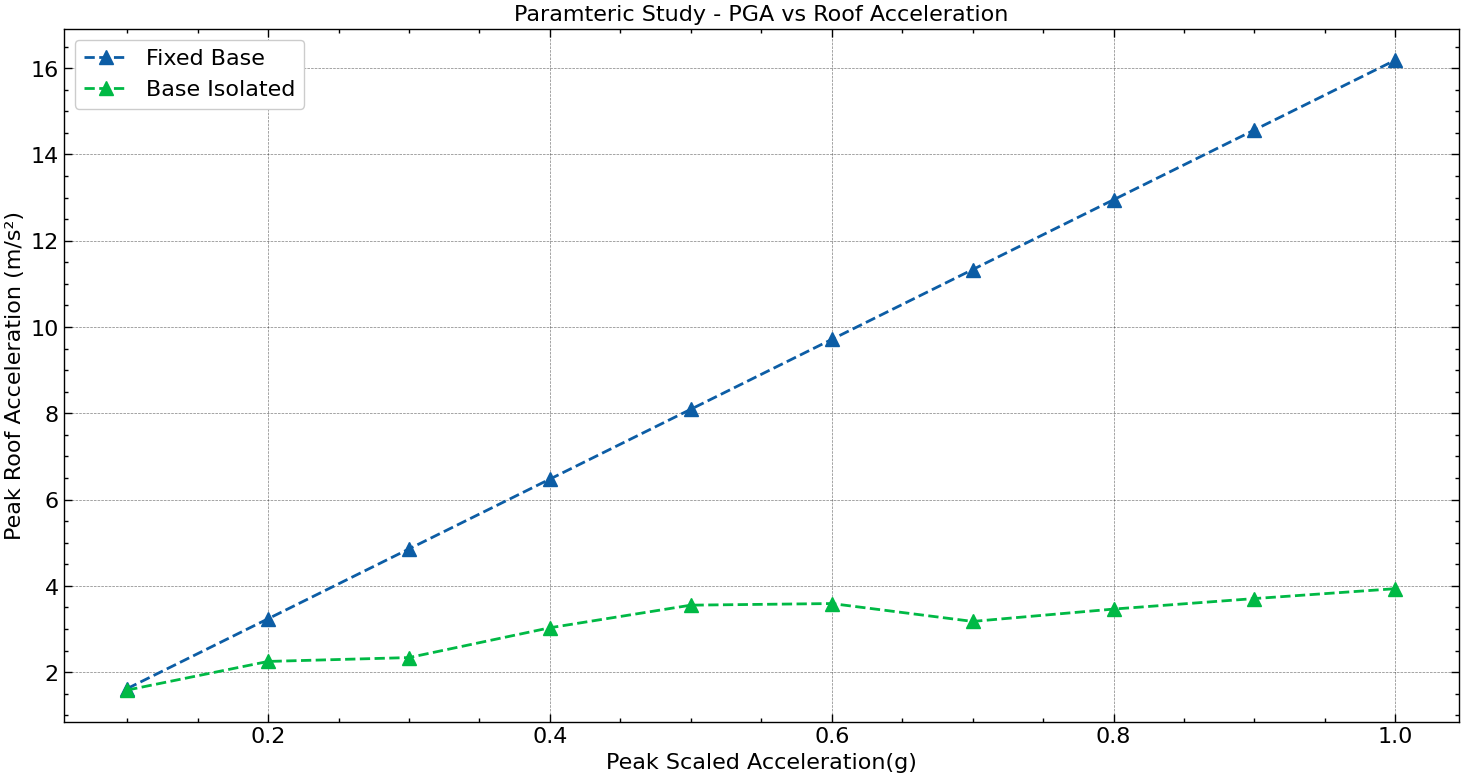 Paramteric Study - PGA vs Roof Acceleration
Fixed Base
Base Isolated
Peak Roof Acceleration (m/s²)
16
14
12
10
8
6
4
2
0.2
0.4
0.6
0.8
1.0
Peak Scaled Acceleration(g)